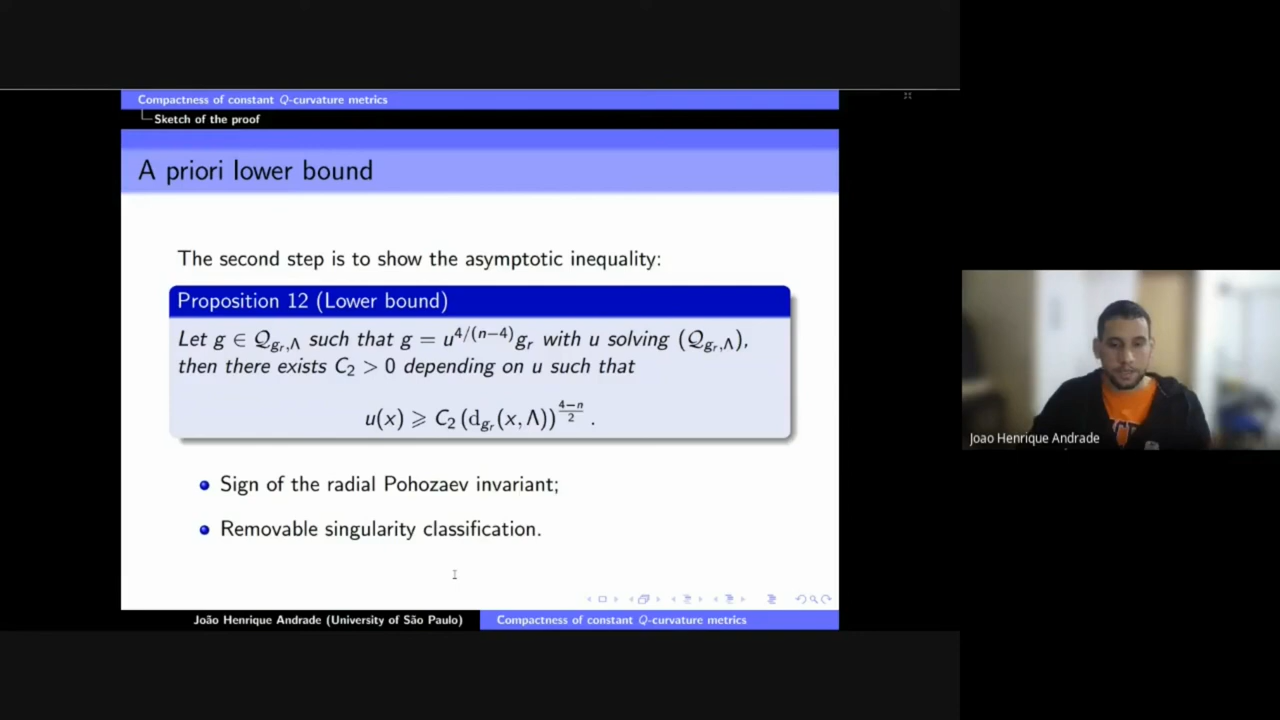 Compactness of constant Q-curvature metrics
Sketch of the proof
A priori lower bound
The second step is to show the asymptotic inequality:
Proposition 12 (Lower bound)
Let g ∈ 𝒬_{g_r,Λ} such that g = u^{4/(n−4)}g_r with u solving (𝒬_{g_r,Λ}),
then there exists C₂ > 0 depending on u such that
u(x) ⩾ C₂ (d_{g_r}(x, Λ))^{\frac{4−n}{2}} .
Sign of the radial Pohozaev invariant;
Removable singularity classification.
João Henrique Andrade (University of São Paulo)
Compactness of constant Q-curvature metrics
Joao Henrique Andrade